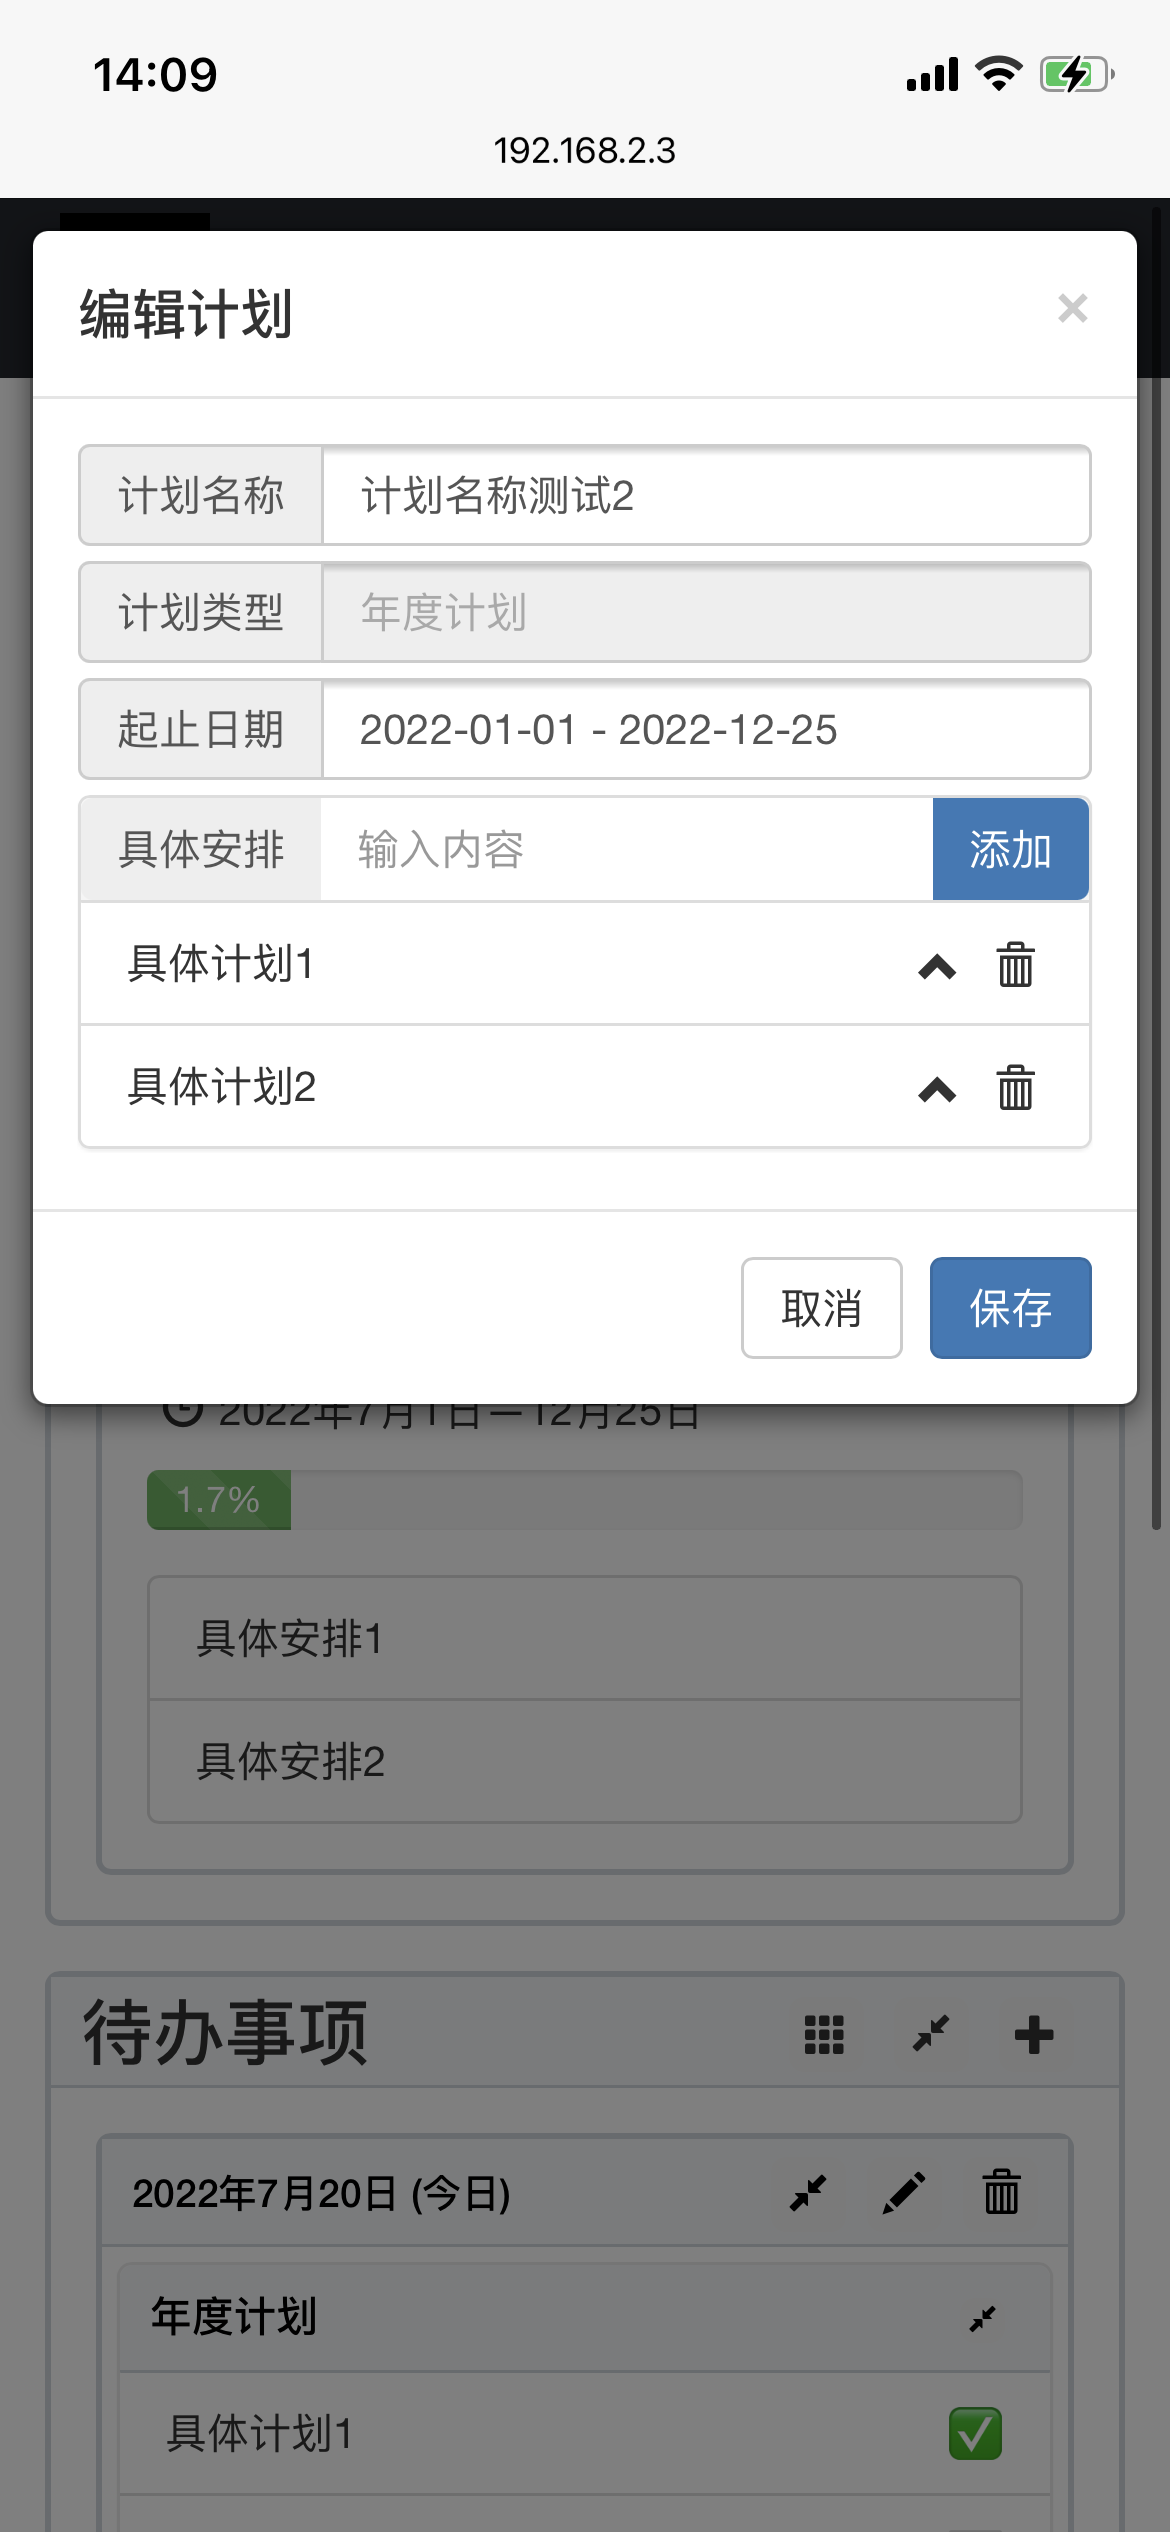 14:09
192.168.2.3
编辑计划
×
计划名称 计划名称测试2
计划类型 年度计划
起止日期 2022-01-01 - 2022-12-25
具体安排 输入内容 添加
具体计划1
具体计划2
取消 保存
2022年7月1日 — 12月25日
1.7%
具体安排1
具体安排2
待办事项
2022年7月20日 (今日)
年度计划
具体计划1